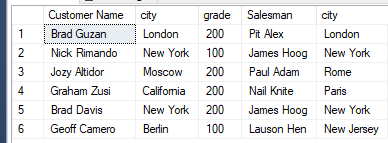 Customer Name city grade Salesman city
1 Brad Guzan London 200 Pit Alex London
2 Nick Rimando New York 100 James Hoog New York
3 Jozy Altidor Moscow 200 Paul Adam Rome
4 Graham Zusi California 200 Nail Knite Paris
5 Brad Davis New York 200 James Hoog New York
6 Geoff Camero Berlin 100 Lauson Hen New Jersey